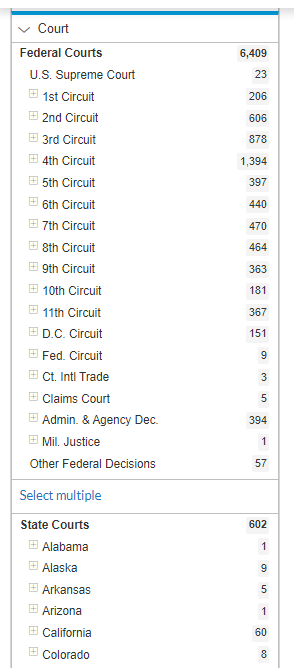 Court
Federal Courts 6,409
U.S. Supreme Court 23
1st Circuit 206
2nd Circuit 606
3rd Circuit 878
4th Circuit 1,394
5th Circuit 397
6th Circuit 440
7th Circuit 470
8th Circuit 464
9th Circuit 363
10th Circuit 181
11th Circuit 367
D.C. Circuit 151
Fed. Circuit 9
Ct. Intl Trade 3
Claims Court 5
Admin. & Agency Dec. 394
Mil. Justice 1
Other Federal Decisions 57
Select multiple
State Courts 602
Alabama 1
Alaska 9
Arkansas 5
Arizona 1
California 60
Colorado 8